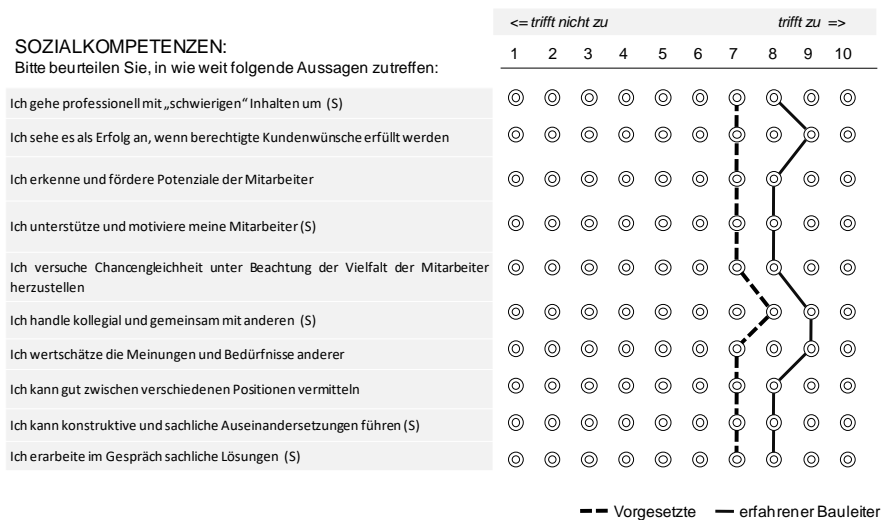 <= trifft nicht zu trifft zu =>
SOZIALKOMPETENZEN:
Bitte beurteilen Sie, in wie weit folgende Aussagen zutreffen:
1 2 3 4 5 6 7 8 9 10
Ich gehe professionell mit „schwierigen“ Inhalten um (S)
Ich sehe es als Erfolg an, wenn berechtigte Kundenwünsche erfüllt werden
Ich erkenne und fördere Potenziale der Mitarbeiter
Ich unterstütze und motiviere meine Mitarbeiter (S)
Ich versuche Chancengleichheit unter Beachtung der Vielfalt der Mitarbeiter
herzustellen
Ich handle kollegial und gemeinsam mit anderen (S)
Ich wertschätze die Meinungen und Bedürfnisse anderer
Ich kann gut zwischen verschiedenen Positionen vermitteln
Ich kann konstruktive und sachliche Auseinandersetzungen führen (S)
Ich erarbeite im Gespräch sachliche Lösungen (S)
Vorgesetzte erfahrener Bauleiter